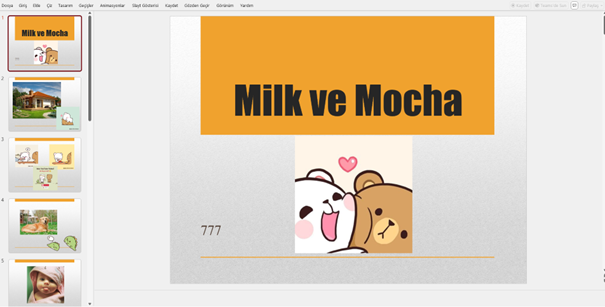 Dosya Giriş Ekle Çiz Tasarım Geçişler Animasyonlar Slayt Gösterisi Kaydet Gözden Geçir Görünüm Yardım
1
Milk ve Mocha
777
2
3
4
5
Milk ve Mocha
777